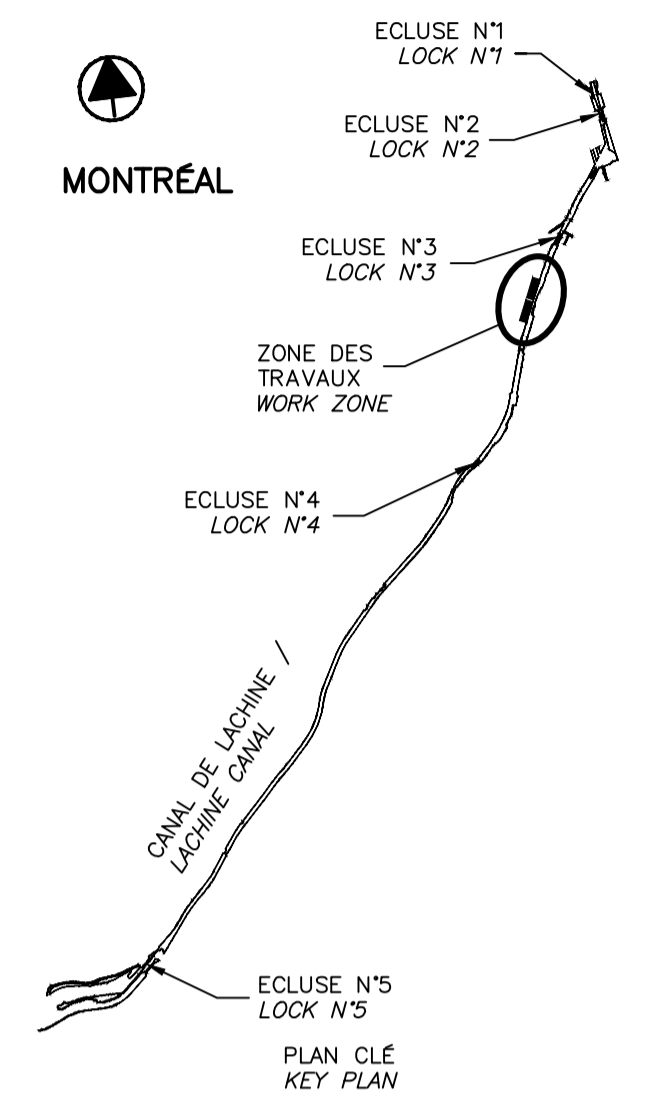 ECLUSE N°1
LOCK N°1
ECLUSE N°2
LOCK N°2
MONTRÉAL
ECLUSE N°3
LOCK N°3
ZONE DES
TRAVAUX
WORK ZONE
ECLUSE N°4
LOCK N°4
CANAL DE LACHINE /
LACHINE CANAL
ECLUSE N°5
LOCK N°5
PLAN CLÉ
KEY PLAN